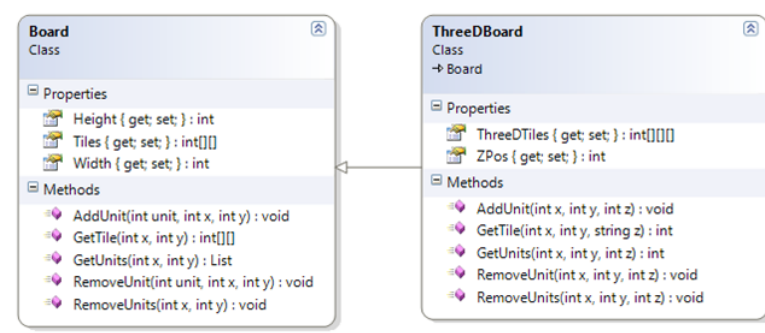 Board
Class
Properties
Height { get; set; } : int
Tiles { get; set; } : int[][]
Width { get; set; } : int
Methods
AddUnit(int unit, int x, int y) : void
GetTile(int x, int y) : int[][]
GetUnits(int x, int y) : List
RemoveUnit(int unit, int x, int y) : void
RemoveUnits(int x, int y) : void
ThreeDBoard
Class
Board
Properties
ThreeDTiles { get; set; } : int[][][]
ZPos { get; set; } : int
Methods
AddUnit(int x, int y, int z) : void
GetTile(int x, int y, string z) : int
GetUnits(int x, int y, int z) : int
RemoveUnit(int x, int y, int z) : void
RemoveUnits(int x, int y, int z) : void